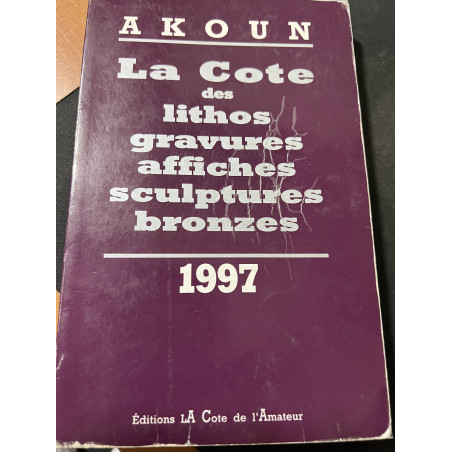 AKOUN
La Cote
des
lithos
gravures
affiches
sculptures
bronzes
1997
Éditions LA Cote de l'Amateur